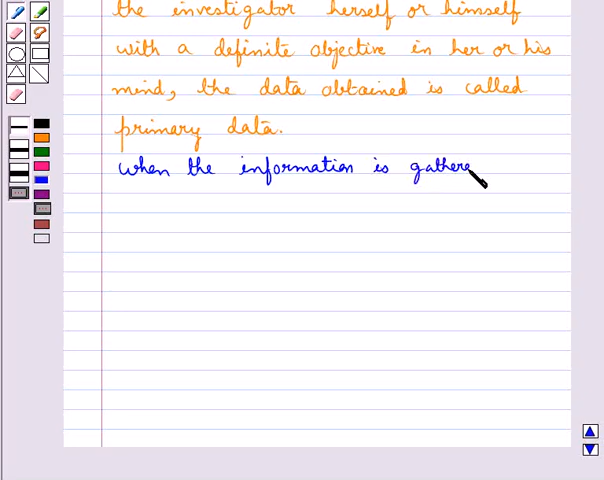 the investigator herself or himself
with a definite objective in her or his
mind, the data obtained is called
primary data.
when the information is gathere